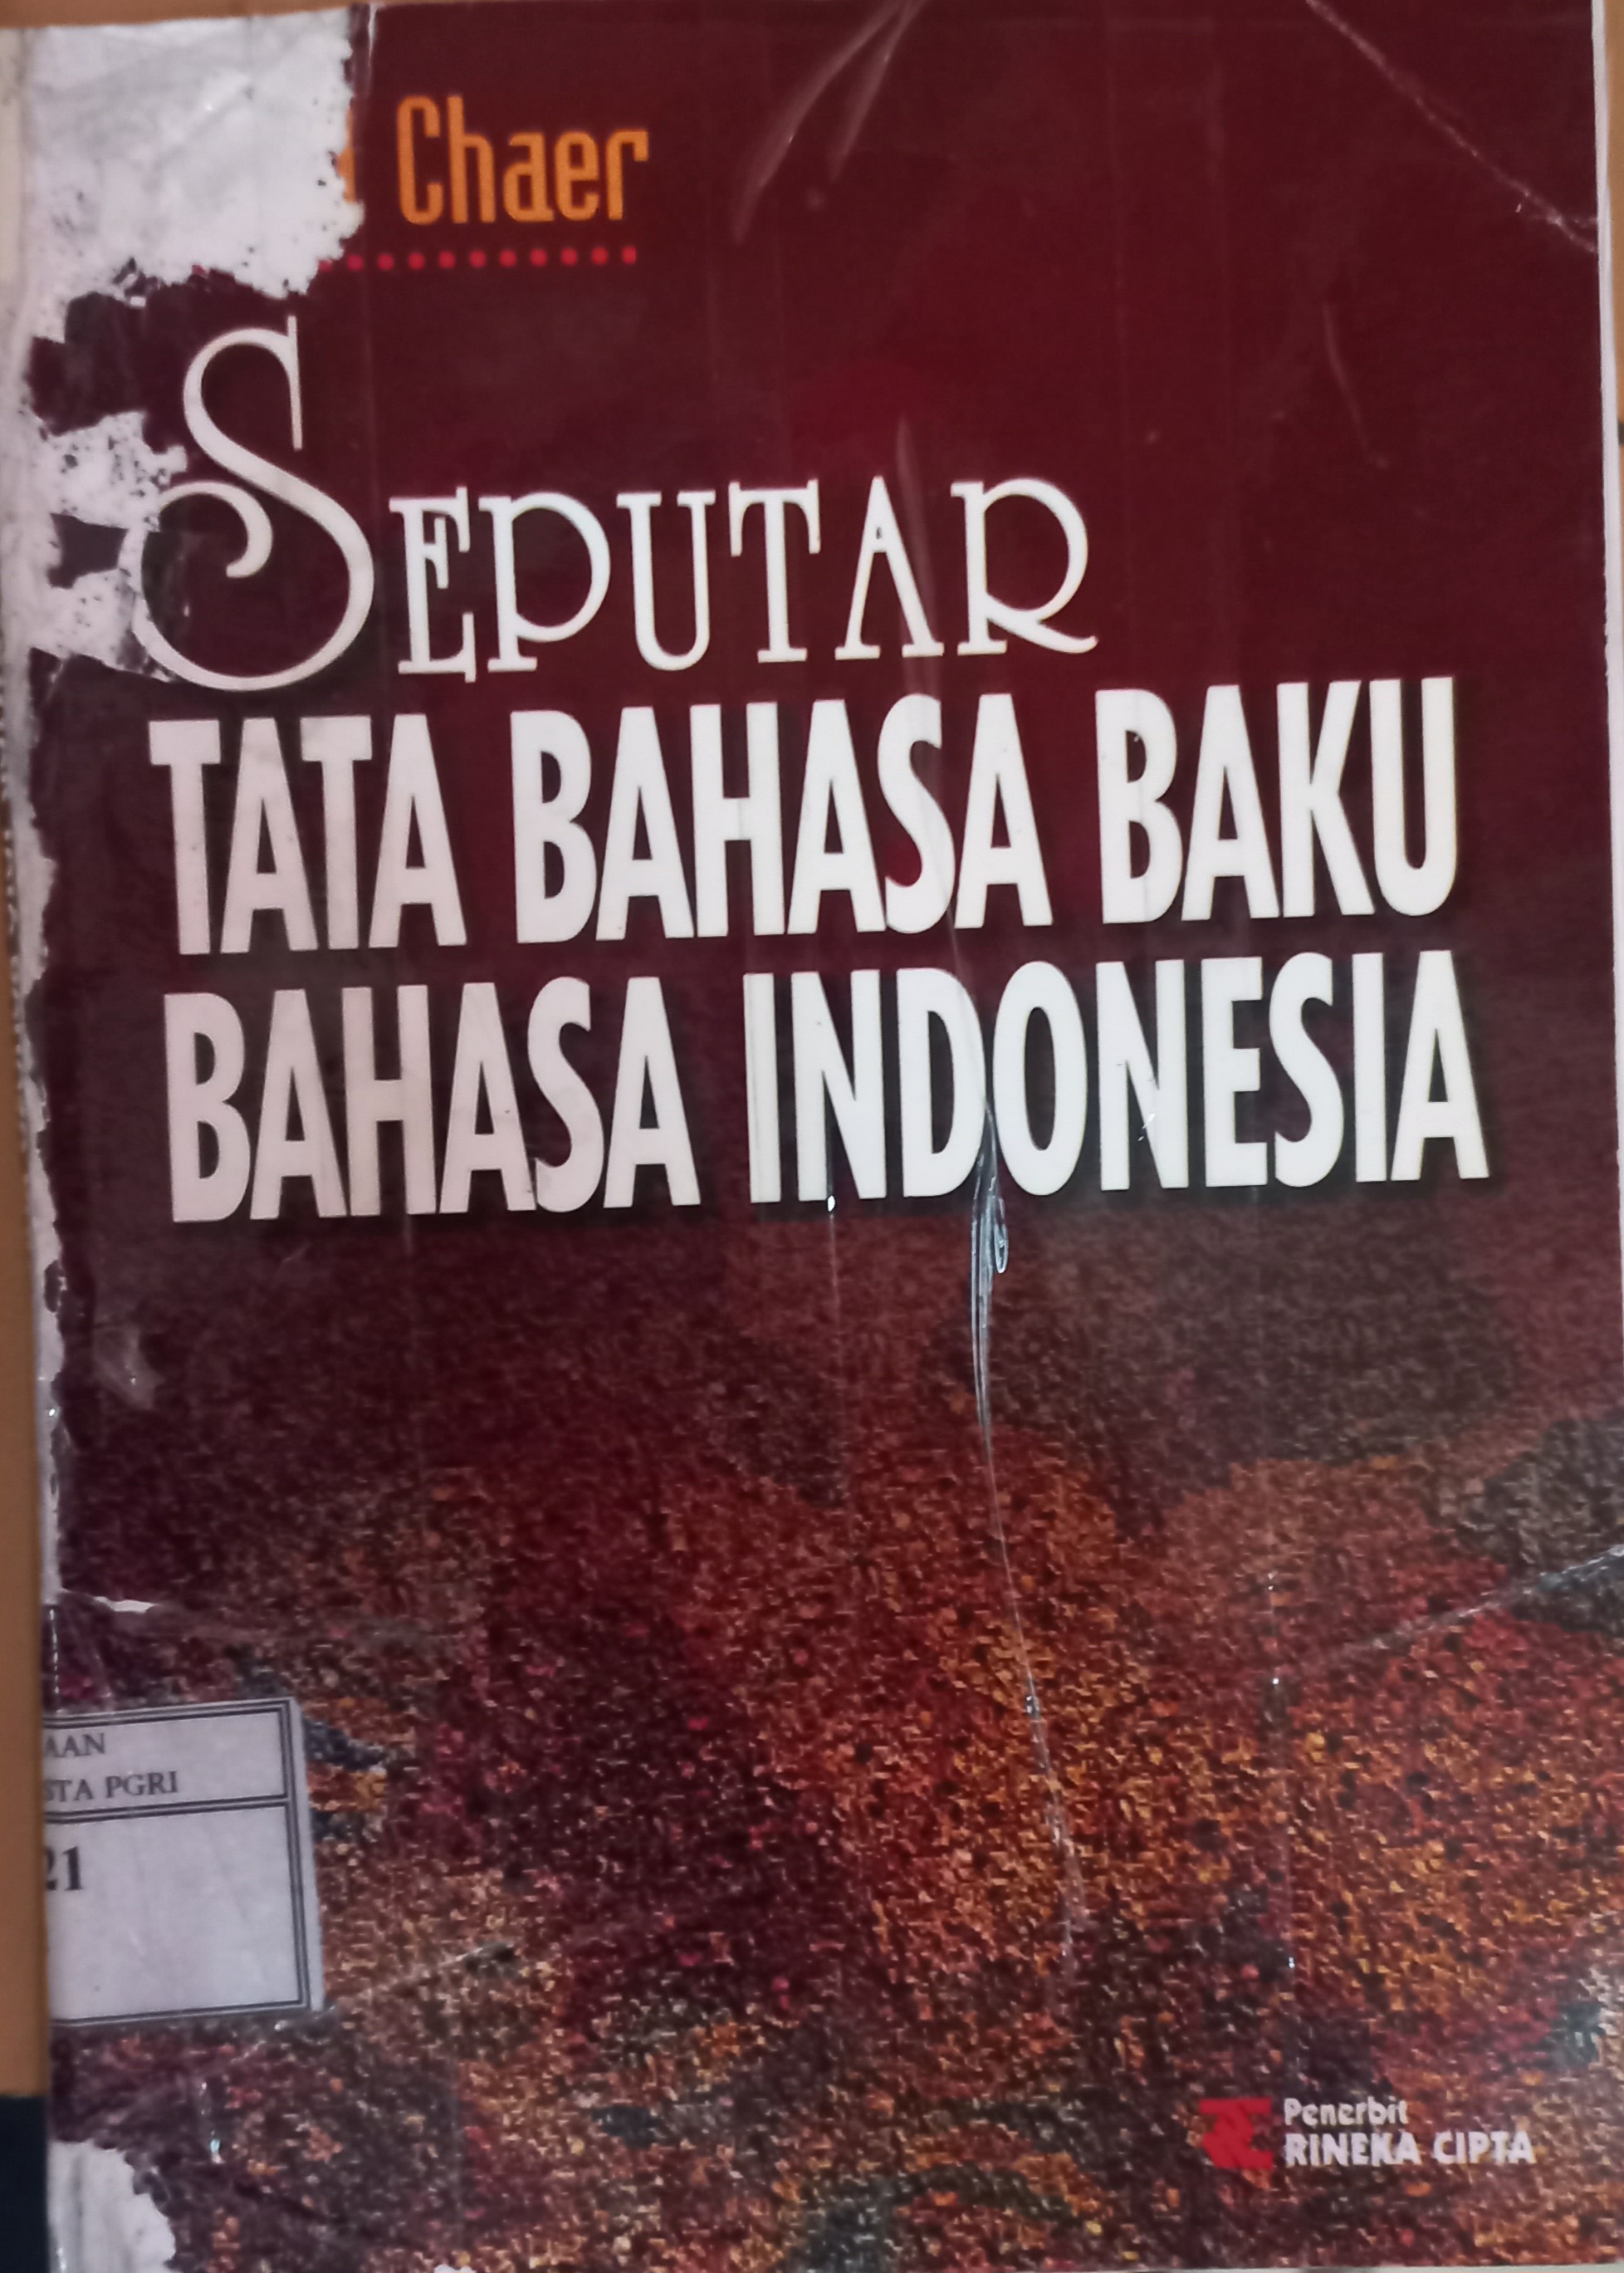 Chaer
SEPUTAR
TATA BAHASA BAKU
BAHASA INDONESIA
AAN
STA PGRI
21
Penerbit
RINEKA CIPTA